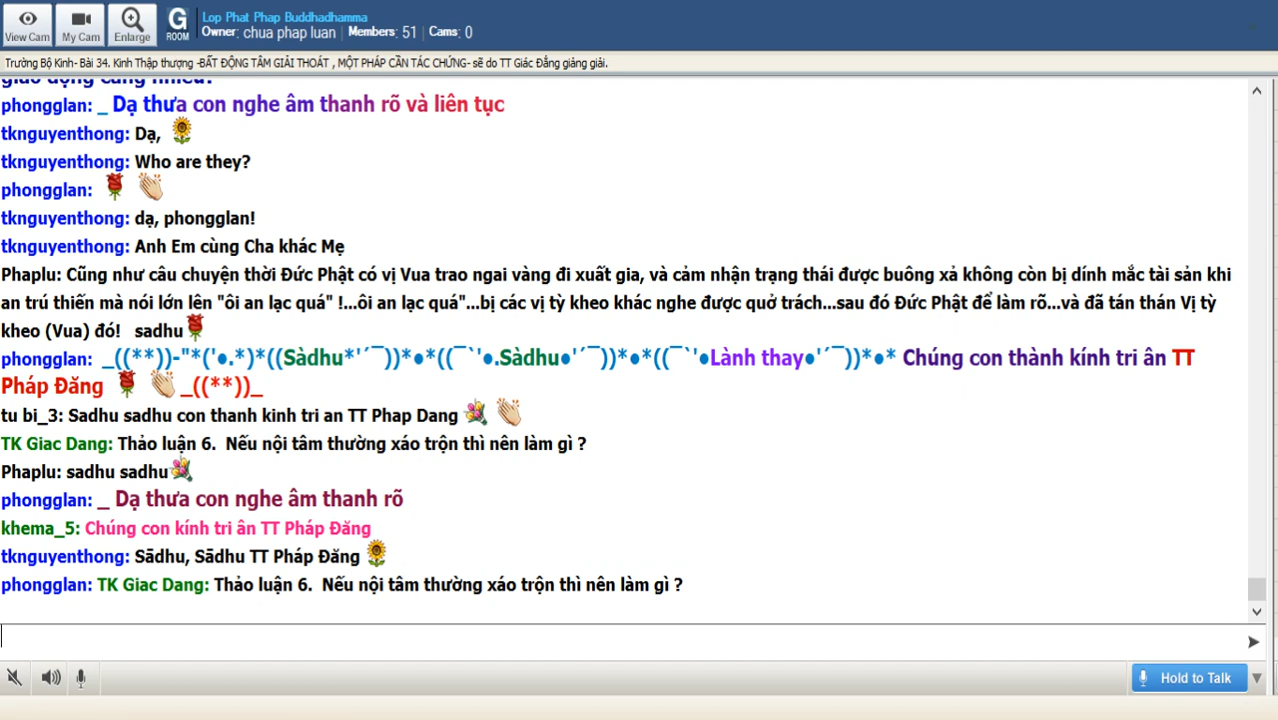 View Cam
My Cam
Enlarge
G
ROOM
Lop Phat Phap Buddhadhamma
Owner: chua phap luan | Members: 51 | Cams: 0
Trường Bộ Kinh- Bài 34. Kinh Thập thượng -BẤT ĐỘNG TÂM GIẢI THOÁT , MỘT PHÁP CẦN TÁC CHỨNG- sẽ do TT Giác Đẳng giảng giải.
giao động càng nhiều!
phongglan: _ Dạ thưa con nghe âm thanh rõ và liên tục
tknguyenthong: Dạ,
tknguyenthong: Who are they?
phongglan:
tknguyenthong: dạ, phongglan!
tknguyenthong: Anh Em cùng Cha khác Mẹ
Phaplu: Cũng như câu chuyện thời Đức Phật có vị Vua trao ngai vàng đi xuất gia, và cảm nhận trạng thái được buông xả không còn bị dính mắc tài sản khi
an trú thiến mà nói lớn lên "ôi an lạc quá" !...ôi an lạc quá"...bị các vị tỳ kheo khác nghe được quở trách...sau đó Đức Phật để làm rõ...và đã tán thán Vị tỳ
kheo (Vua) đó! sadhu
phongglan: _((**))-"*('●.*)*((Sàdhu*'´¯))*●*((¯`'●.Sàdhu●'´¯))*●*((¯`'●Lành thay●'´¯))*●* Chúng con thành kính tri ân TT
Pháp Đăng _((**))_
tu bi_3: Sadhu sadhu con thanh kinh tri an TT Phap Dang
TK Giac Dang: Thảo luận 6. Nếu nội tâm thường xáo trộn thì nên làm gì ?
Phaplu: sadhu sadhu
phongglan: _ Dạ thưa con nghe âm thanh rõ
khema_5: Chúng con kính tri ân TT Pháp Đăng
tknguyenthong: Sādhu, Sādhu TT Pháp Đăng
phongglan: TK Giac Dang: Thảo luận 6. Nếu nội tâm thường xáo trộn thì nên làm gì ?
Hold to Talk